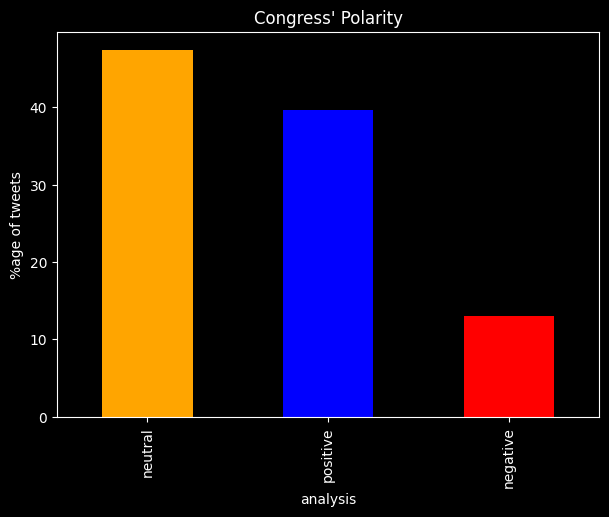 Congress' Polarity
%age of tweets
40
30
20
10
0
neutral
positive
negative
analysis